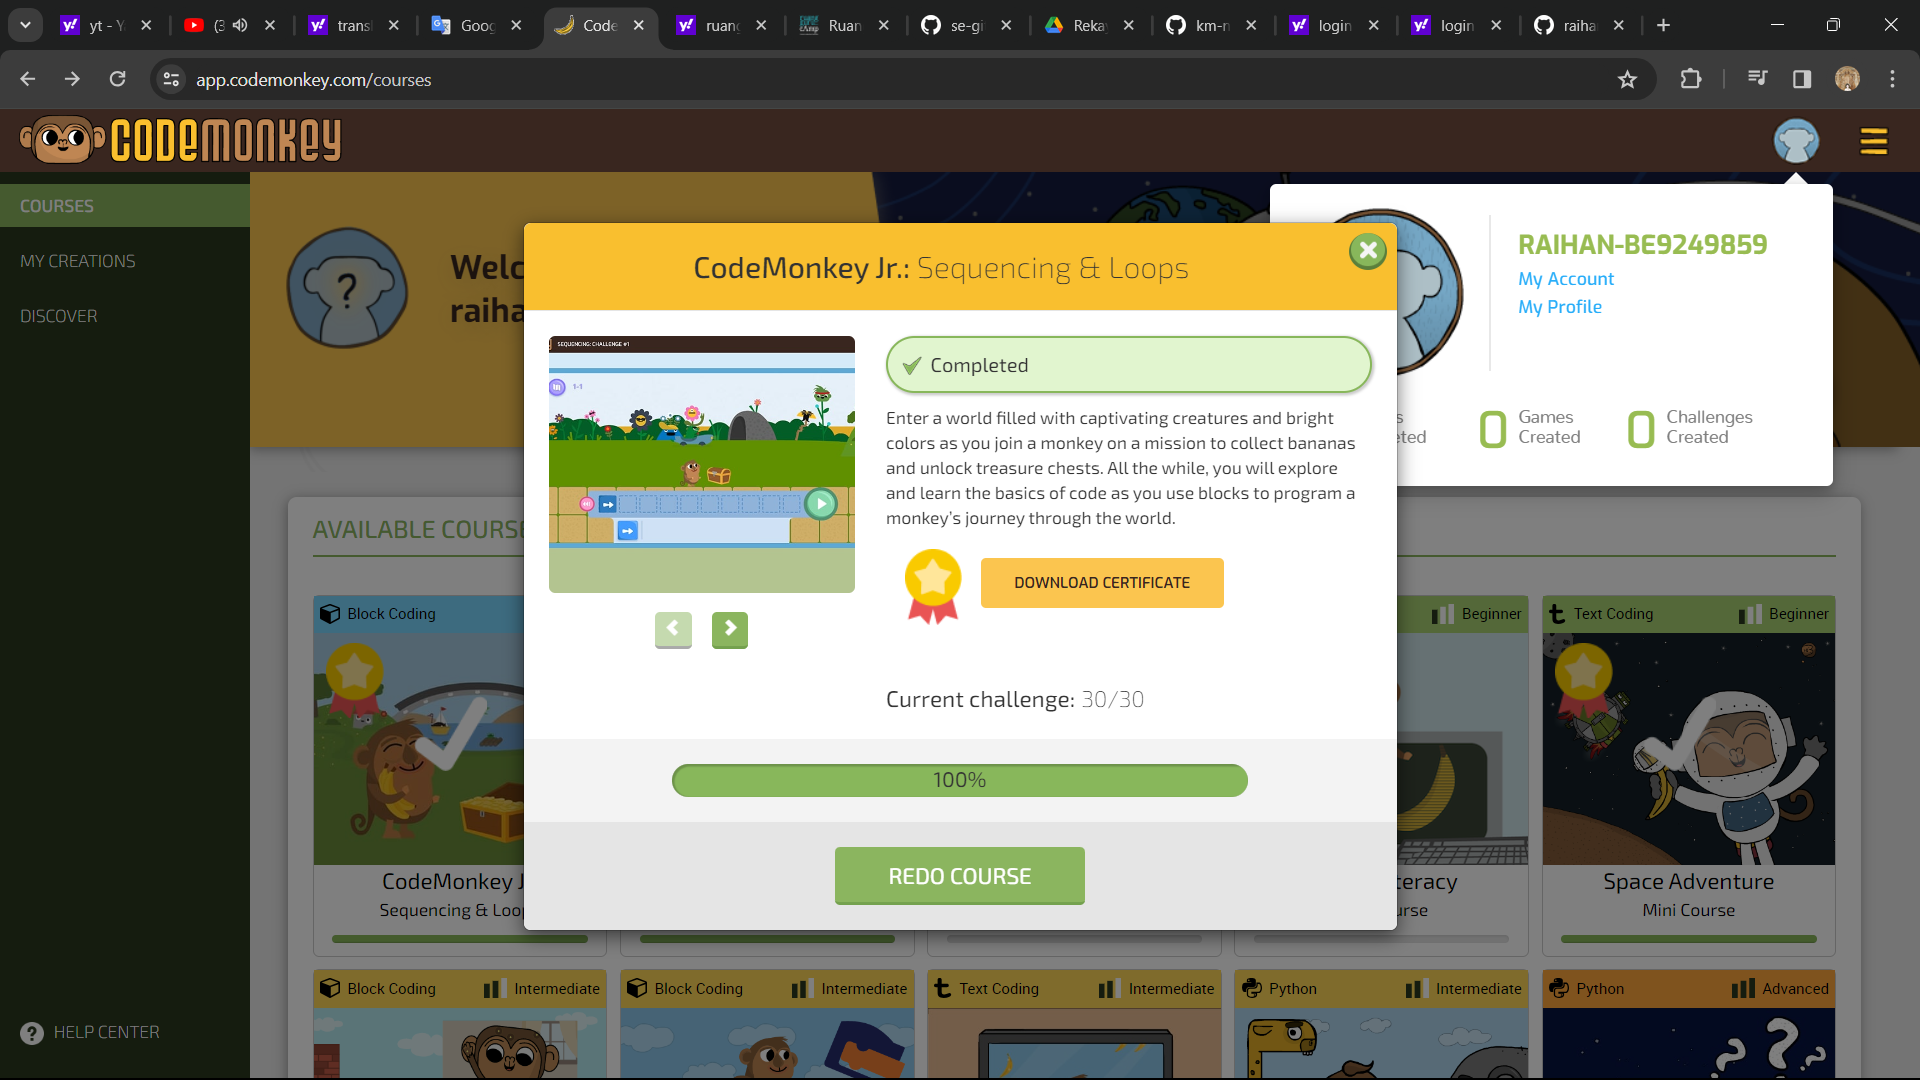 yt - Y
(3
transl
Goog
Code
ruang
Ruan
se-gi
Reka
km-n
login
login
raiha
app.codemonkey.com/courses
CODEMONKEY
COURSES
MY CREATIONS
DISCOVER
HELP CENTER
Welc
raiha
RAIHAN-BE9249859
My Account
My Profile
s
eted
0 Games Created
0 Challenges Created
CodeMonkey Jr.: Sequencing & Loops
SEQUENCING: CHALLENGE #1
1-1
Completed
Enter a world filled with captivating creatures and bright
colors as you join a monkey on a mission to collect bananas
and unlock treasure chests. All the while, you will explore
and learn the basics of code as you use blocks to program a
monkey's journey through the world.
DOWNLOAD CERTIFICATE
Current challenge: 30/30
100%
REDO COURSE
AVAILABLE COURSE
Block Coding
Beginner
Text Coding Beginner
CodeMonkey J
Sequencing & Loo
teracy
urse
Space Adventure
Mini Course
Block Coding Intermediate
Block Coding Intermediate
Text Coding Intermediate
Python Intermediate
Python Advanced